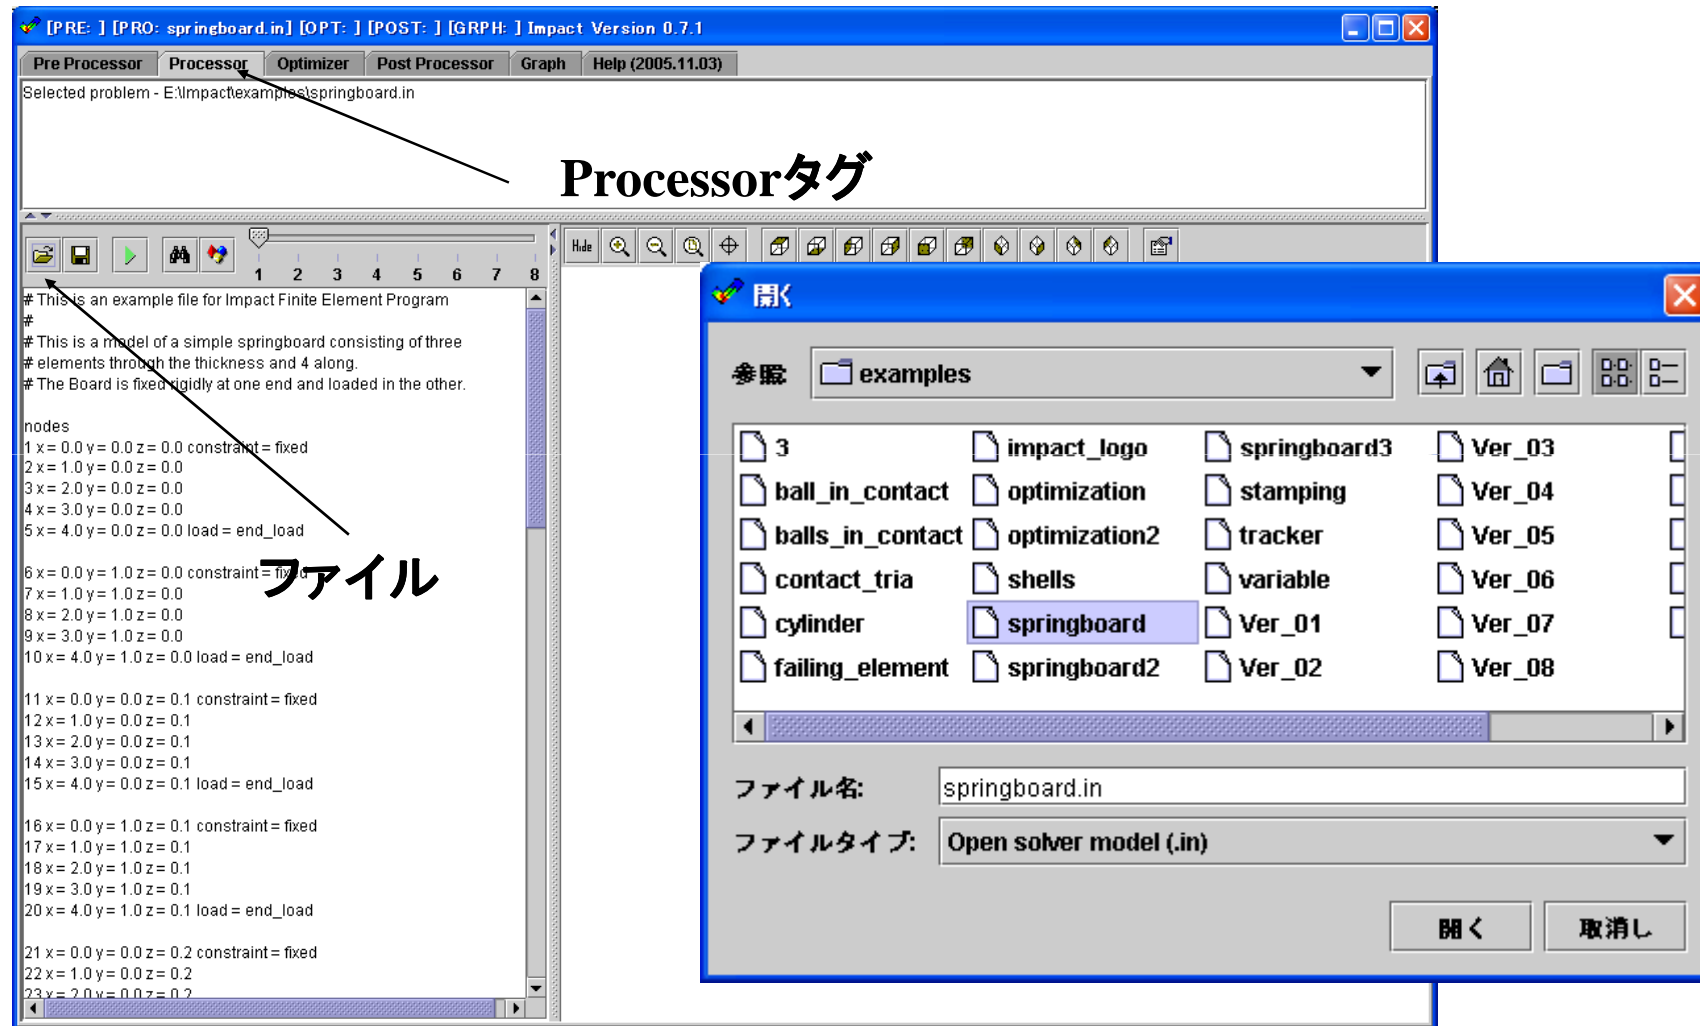 [PRE: ] [PRO: springboard.in] [OPT: ] [POST: ] [GRPH: ] Impact Version 0.7.1
Pre Processor Processor Optimizer Post Processor Graph Help (2005.11.03)
Selected problem - E:\Impact\examples\springboard.in
Processorタグ
Hide
1 2 3 4 5 6 7 8
# This is an example file for Impact Finite Element Program
#
# This is a model of a simple springboard consisting of three
# elements through the thickness and 4 along.
# The Board is fixed rigidly at one end and loaded in the other.
nodes
1 x = 0.0 y = 0.0 z = 0.0 constraint = fixed
2 x = 1.0 y = 0.0 z = 0.0
3 x = 2.0 y = 0.0 z = 0.0
4 x = 3.0 y = 0.0 z = 0.0
5 x = 4.0 y = 0.0 z = 0.0 load = end_load
6 x = 0.0 y = 1.0 z = 0.0 constraint = fixed
7 x = 1.0 y = 1.0 z = 0.0
8 x = 2.0 y = 1.0 z = 0.0
9 x = 3.0 y = 1.0 z = 0.0
10 x = 4.0 y = 1.0 z = 0.0 load = end_load
11 x = 0.0 y = 0.0 z = 0.1 constraint = fixed
12 x = 1.0 y = 0.0 z = 0.1
13 x = 2.0 y = 0.0 z = 0.1
14 x = 3.0 y = 0.0 z = 0.1
15 x = 4.0 y = 0.0 z = 0.1 load = end_load
16 x = 0.0 y = 1.0 z = 0.1 constraint = fixed
17 x = 1.0 y = 1.0 z = 0.1
18 x = 2.0 y = 1.0 z = 0.1
19 x = 3.0 y = 1.0 z = 0.1
20 x = 4.0 y = 1.0 z = 0.1 load = end_load
21 x = 0.0 y = 0.0 z = 0.2 constraint = fixed
22 x = 1.0 y = 0.0 z = 0.2
23 x = 2.0 y = 0.0 z = 0.2
ファイル
開く
参照: examples
3 impact_logo springboard3 Ver_03
ball_in_contact optimization stamping Ver_04
balls_in_contact optimization2 tracker Ver_05
contact_tria shells variable Ver_06
cylinder springboard Ver_01 Ver_07
failing_element springboard2 Ver_02 Ver_08
ファイル名: springboard.in
ファイルタイプ: Open solver model (.in)
開く 取消し